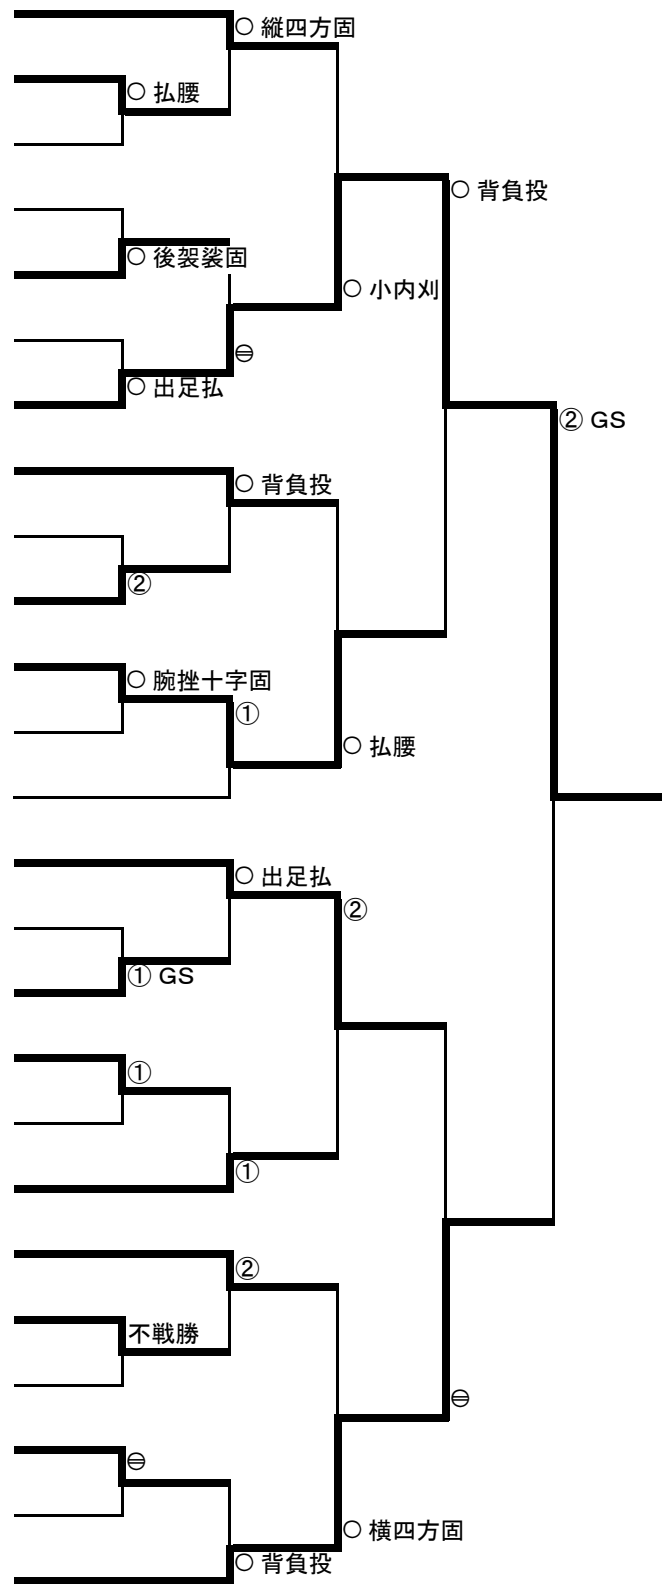 ○ 縦四方固
○ 払腰
○ 背負投
○ 後袈裟固
○ 小内刈
⊖
○ 出足払
② GS
○ 背負投
②
○ 腕挫十字固
①
○ 払腰
○ 出足払
②
① GS
①
①
②
不戦勝
⊖
⊖
○ 横四方固
○ 背負投